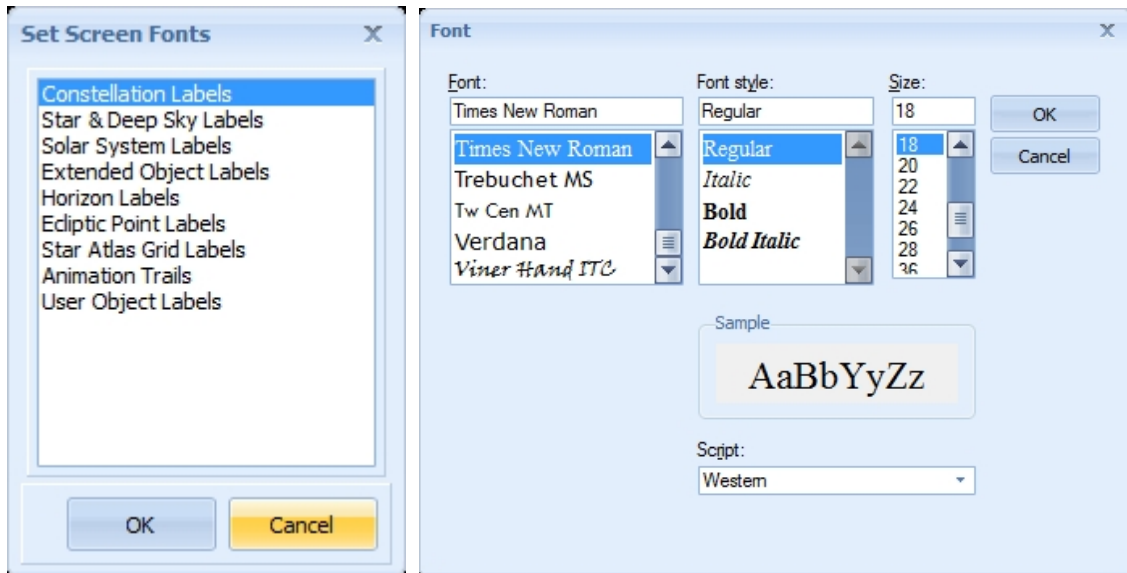 Set Screen Fonts
Constellation Labels
Star & Deep Sky Labels
Solar System Labels
Extended Object Labels
Horizon Labels
Ecliptic Point Labels
Star Atlas Grid Labels
Animation Trails
User Object Labels
OK
Cancel
Font
Font:
Times New Roman
Times New Roman
Trebuchet MS
Tw Cen MT
Verdana
Viner Hand ITC
Font style:
Regular
Regular
Italic
Bold
Bold Italic
Size:
18
18
20
22
24
26
28
36
OK
Cancel
Sample
AaBbYyZz
Script:
Western